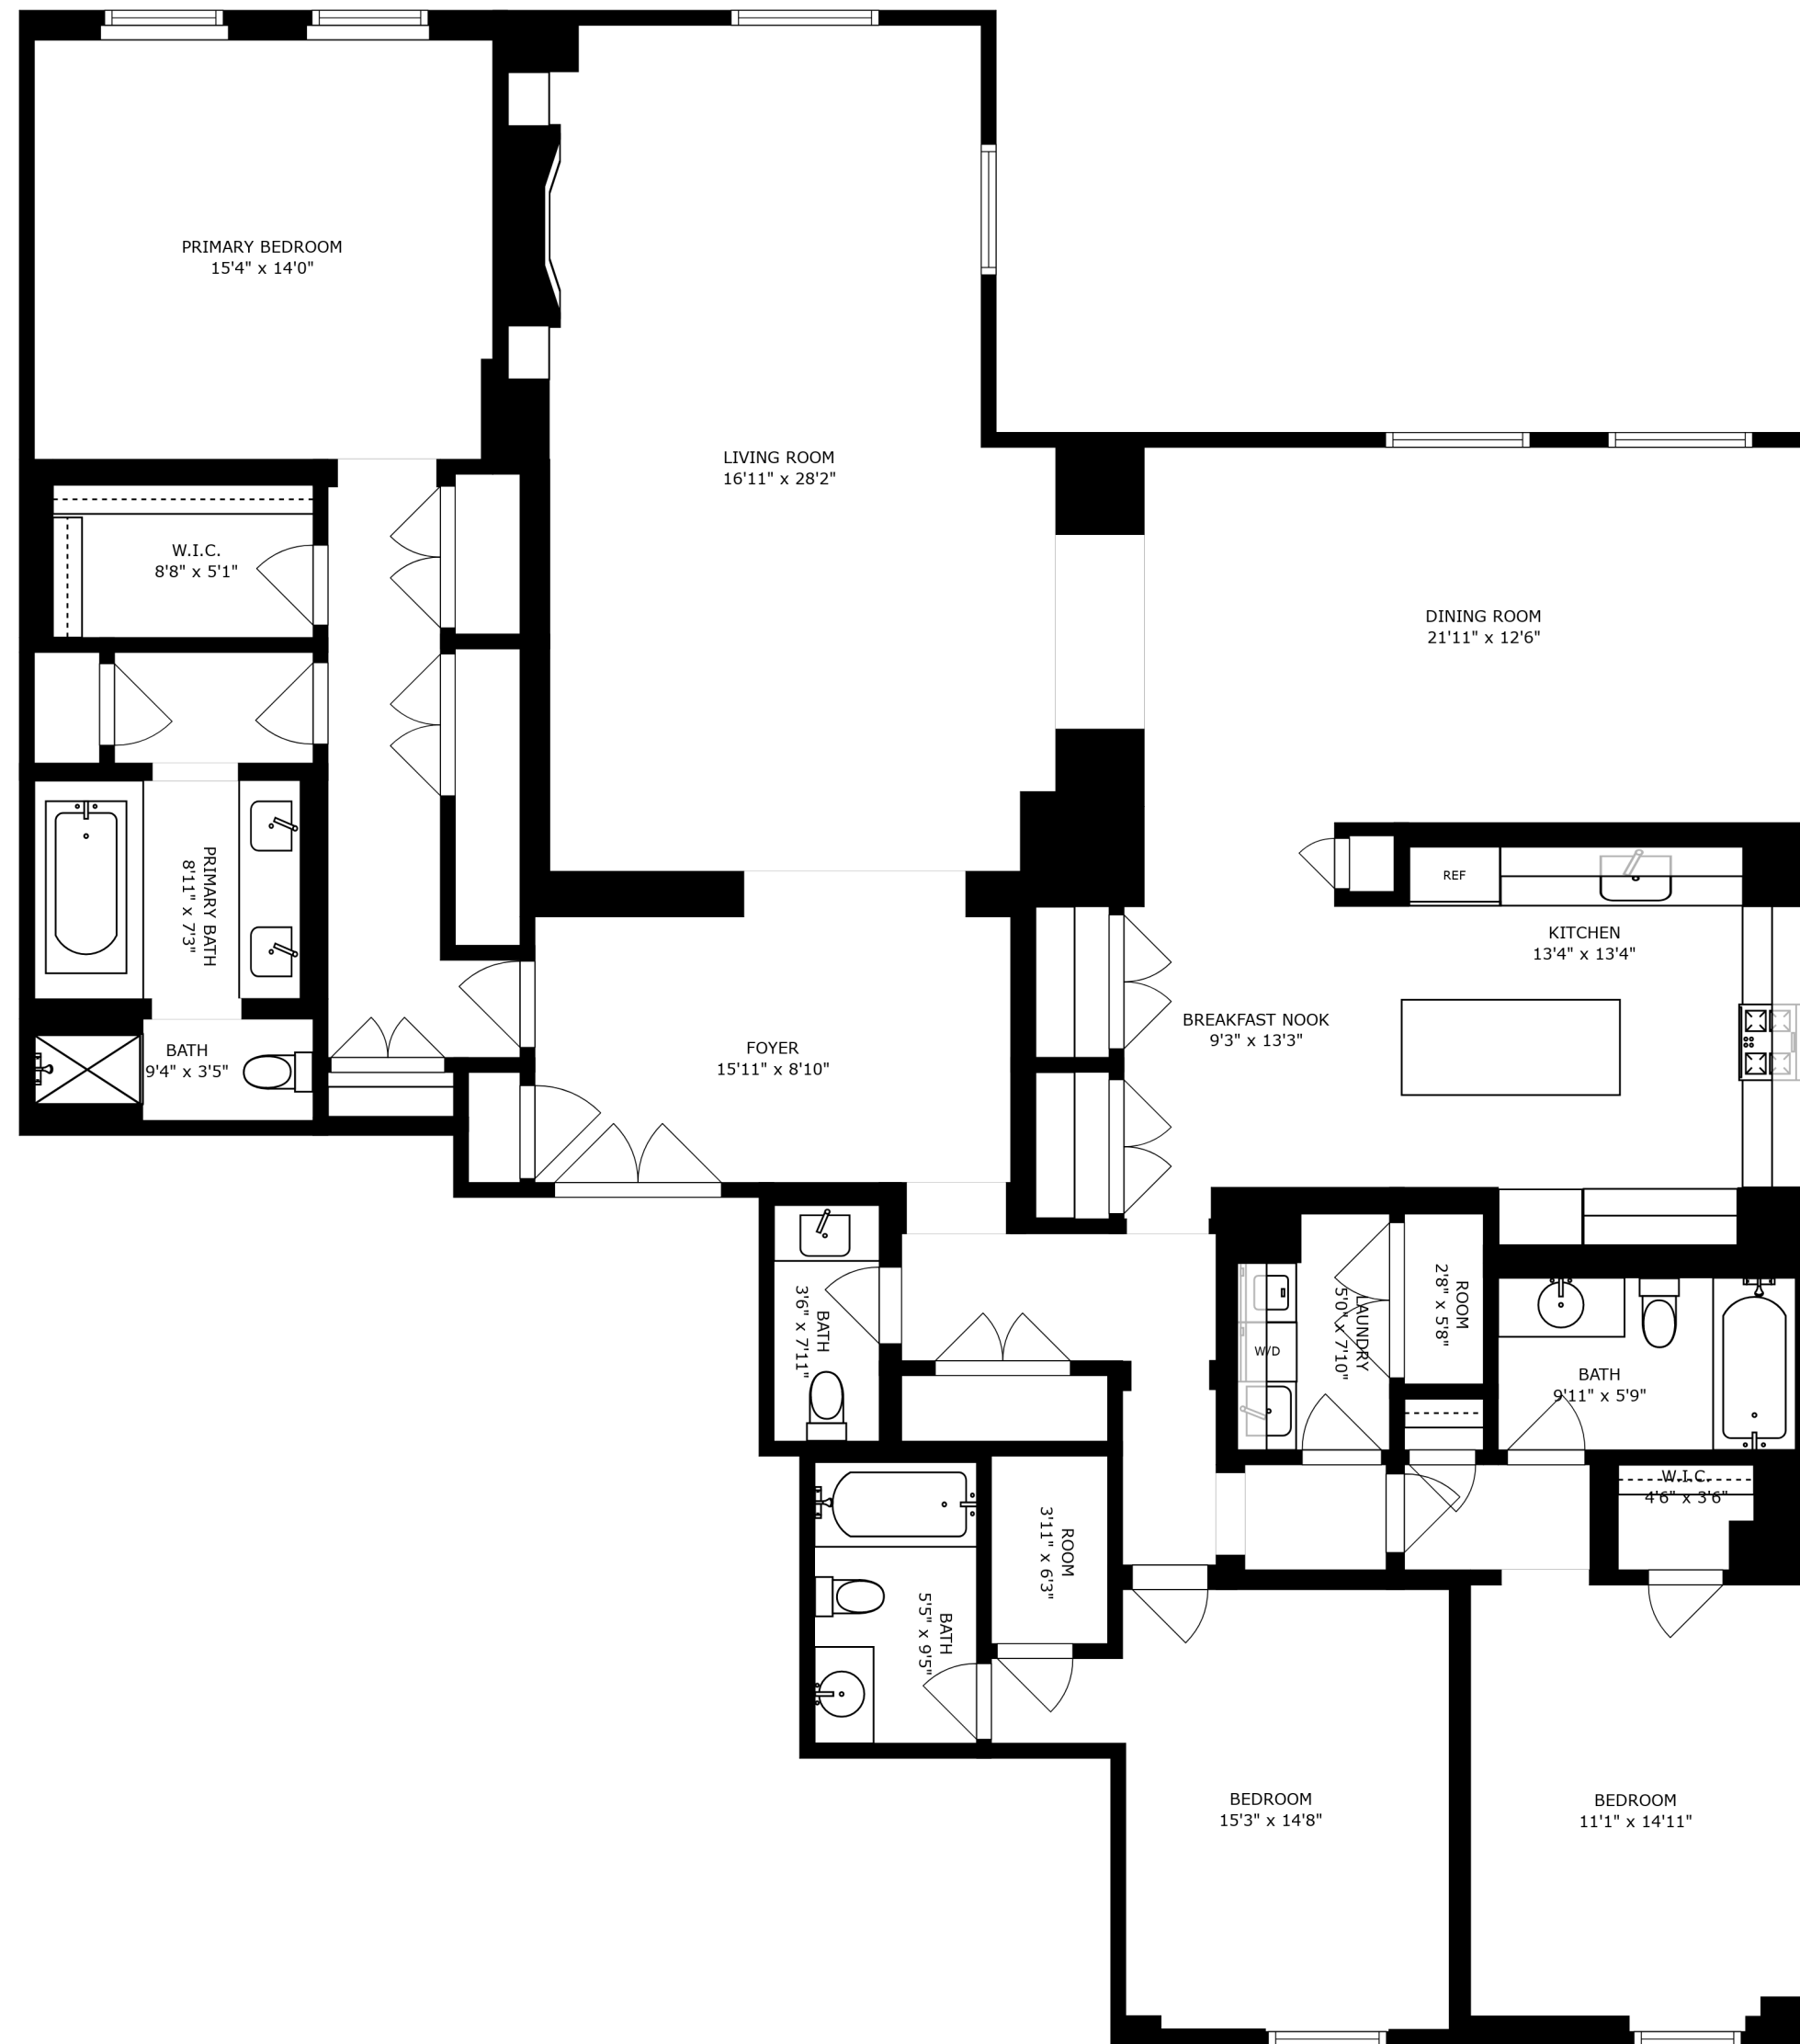 PRIMARY BEDROOM
15'4" x 14'0"
LIVING ROOM
16'11" x 28'2"
W.I.C.
8'8" x 5'1"
DINING ROOM
21'11" x 12'6"
PRIMARY BATH
8'11" x 7'3"
REF
KITCHEN
13'4" x 13'4"
BREAKFAST NOOK
9'3" x 13'3"
FOYER
15'11" x 8'10"
BATH
9'4" x 3'5"
BATH
3'6" x 7'11"
W/D
LAUNDRY
5'0" x 7'10"
ROOM
2'8" x 5'8"
BATH
9'11" x 5'9"
W.I.C.
4'6" x 3'6"
ROOM
3'11" x 6'3"
BATH
5'5" x 9'5"
BEDROOM
15'3" x 14'8"
BEDROOM
11'1" x 14'11"